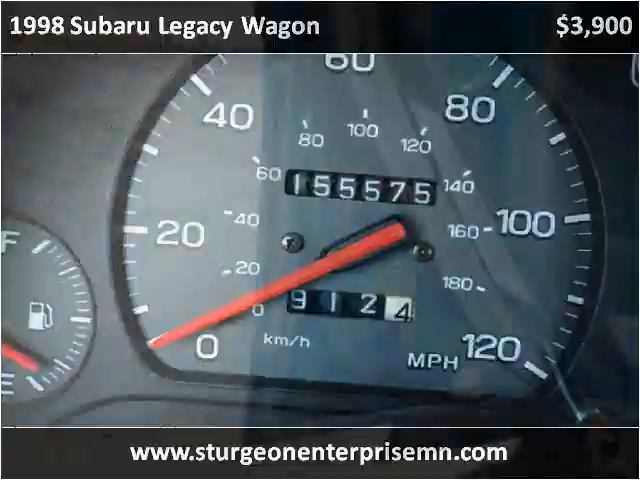 1998 Subaru Legacy Wagon $3,900
60
40 80
80 100 120
60 155575 140
20 40 160 100
20 180
0 9124
0 km/h MPH 120
F
E
www.sturgeonenterprisemn.com